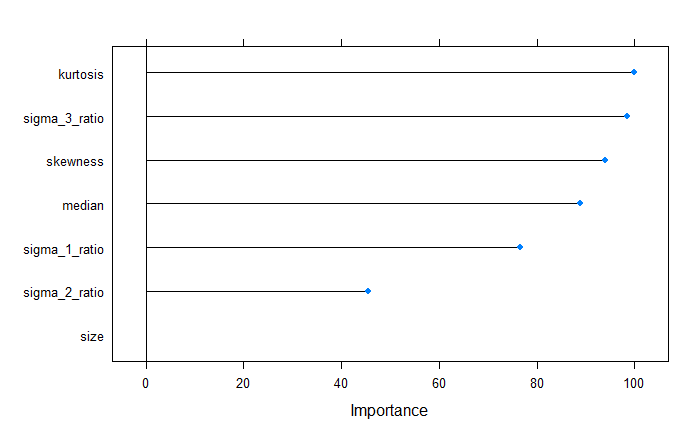 kurtosis
sigma_3_ratio
skewness
median
sigma_1_ratio
sigma_2_ratio
size
0 20 40 60 80 100
Importance